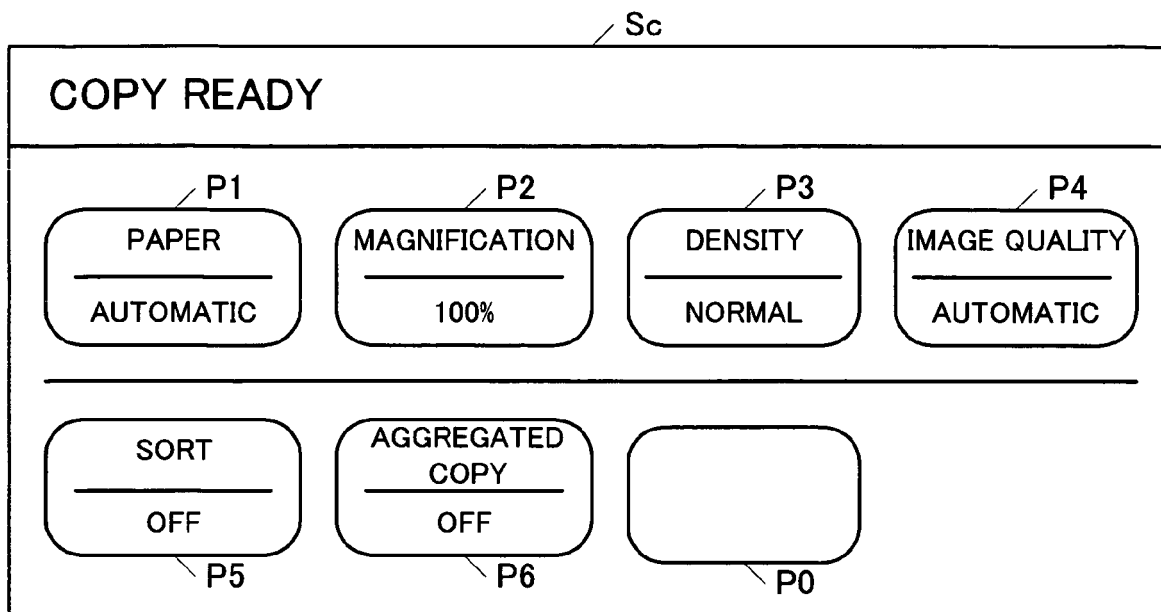 Sc
COPY READY
P1 P2 P3 P4
PAPER MAGNIFICATION DENSITY IMAGE QUALITY
AUTOMATIC 100% NORMAL AUTOMATIC
SORT AGGREGATED
COPY
OFF OFF
P5 P6 P0